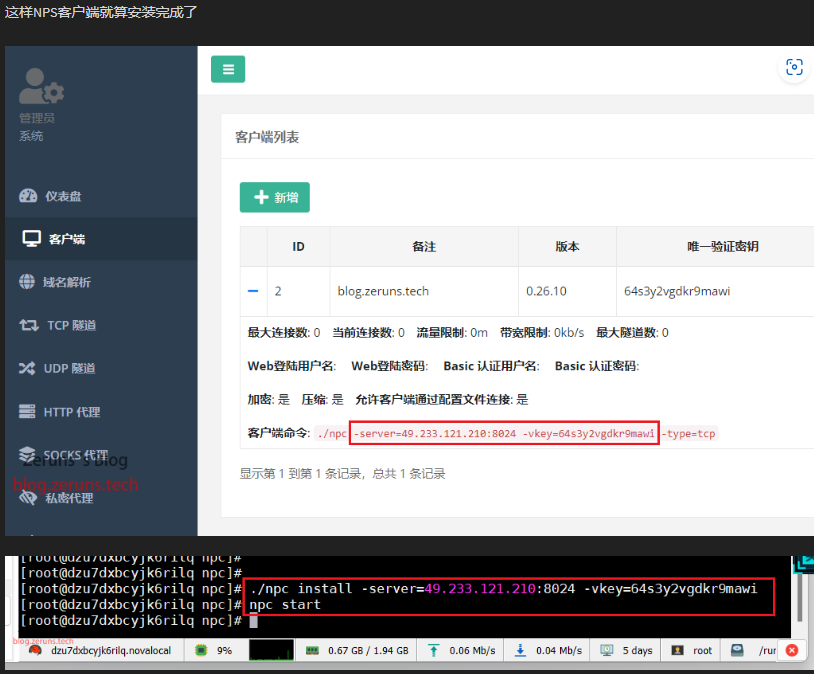 这样NPS客户端就算安装完成了
管理员
系统
仪表盘
客户端
域名解析
TCP 隧道
UDP 隧道
HTTP 代理
SOCKS 代理
Zeruns 's Blog
blog.zeruns.tech
私密代理
客户端列表
新增
ID 备注 版本 唯一验证密钥
2 blog.zeruns.tech 0.26.10 64s3y2vgdkr9mawi
最大连接数: 0 当前连接数: 0 流量限制: 0m 带宽限制: 0kb/s 最大隧道数: 0
Web登陆用户名: Web登陆密码: Basic 认证用户名: Basic 认证密码:
加密: 是 压缩: 是 允许客户端通过配置文件连接: 是
客户端命令: ./npc -server=49.233.121.210:8024 -vkey=64s3y2vgdkr9mawi -type=tcp
显示第 1 到第 1 条记录，总共 1 条记录
[root@dzu7dxbcyjk6rilq npc]#
[root@dzu7dxbcyjk6rilq npc]#
[root@dzu7dxbcyjk6rilq npc]# ./npc install -server=49.233.121.210:8024 -vkey=64s3y2vgdkr9mawi
[root@dzu7dxbcyjk6rilq npc]# npc start
[root@dzu7dxbcyjk6rilq npc]#
blog.zeruns.tech
dzu7dxbcyjk6rilq.novalocal 9% 0.67 GB / 1.94 GB 0.06 Mb/s 0.04 Mb/s 5 days root /rur